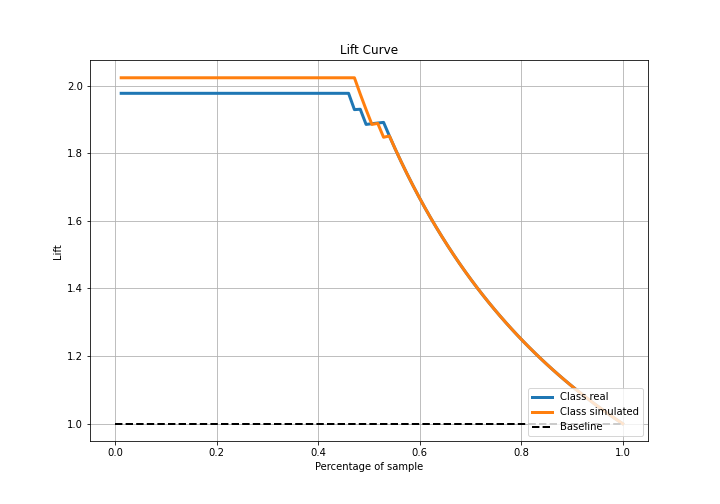 Lift Curve
Lift
2.0
1.8
1.6
1.4
1.2
1.0
0.0 0.2 0.4 0.6 0.8 1.0
Percentage of sample
Class real
Class simulated
Baseline